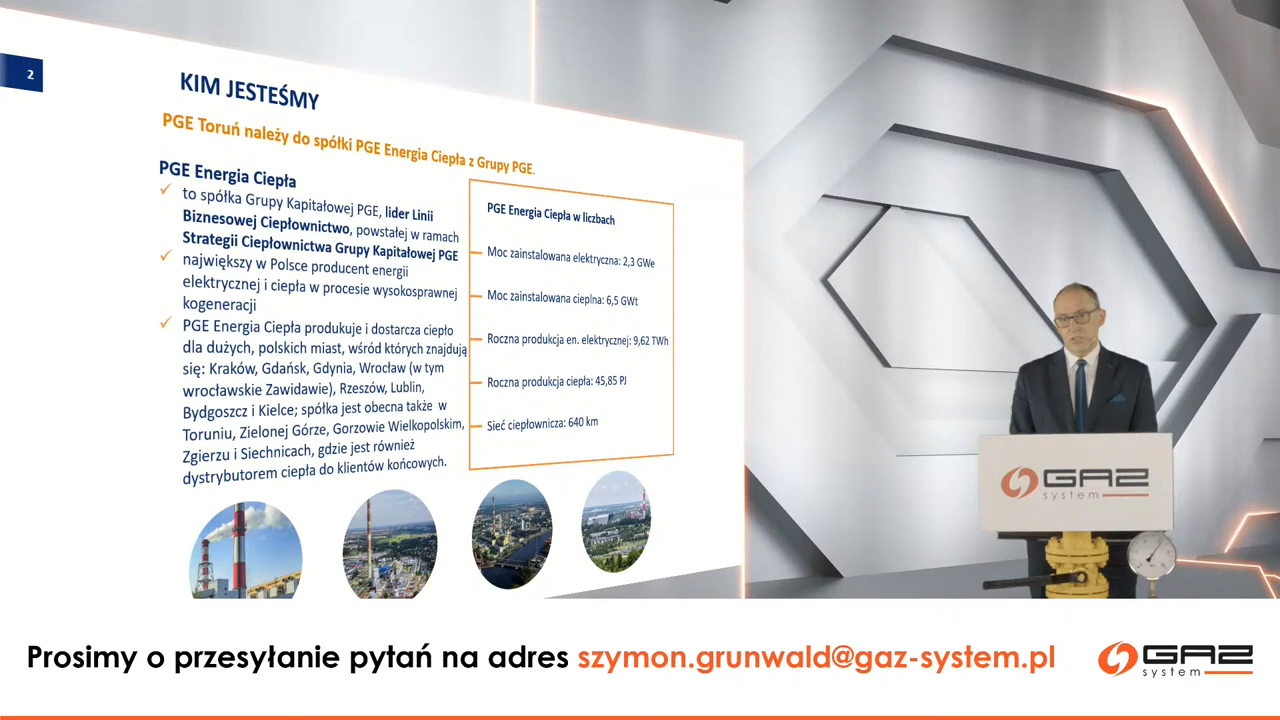 2
KIM JESTEŚMY
PGE Toruń należy do spółki PGE Energia Ciepła z Grupy PGE.
PGE Energia Ciepła
to spółka Grupy Kapitałowej PGE, lider Linii
Biznesowej Ciepłownictwo, powstałej w ramach
Strategii Ciepłownictwa Grupy Kapitałowej PGE
największy w Polsce producent energii
elektrycznej i ciepła w procesie wysokosprawnej
kogeneracji
PGE Energia Ciepła produkuje i dostarcza ciepło
dla dużych, polskich miast, wśród których znajdują
się: Kraków, Gdańsk, Gdynia, Wrocław (w tym
wrocławskie Zawidawie), Rzeszów, Lublin,
Bydgoszcz i Kielce; spółka jest obecna także w
Toruniu, Zielonej Górze, Gorzowie Wielkopolskim,
Zgierzu i Siechnicach, gdzie jest również
dystrybutorem ciepła do klientów końcowych.
PGE Energia Ciepła w liczbach
Moc zainstalowana elektryczna: 2,3 GWe
Moc zainstalowana cieplna: 6,5 GWt
Roczna produkcja en. elektrycznej: 9,62 TWh
Roczna produkcja ciepła: 45,85 PJ
Sieć ciepłownicza: 640 km
GAZ
system
Prosimy o przesyłanie pytań na adres szymon.grunwald@gaz-system.pl
GAZ
system